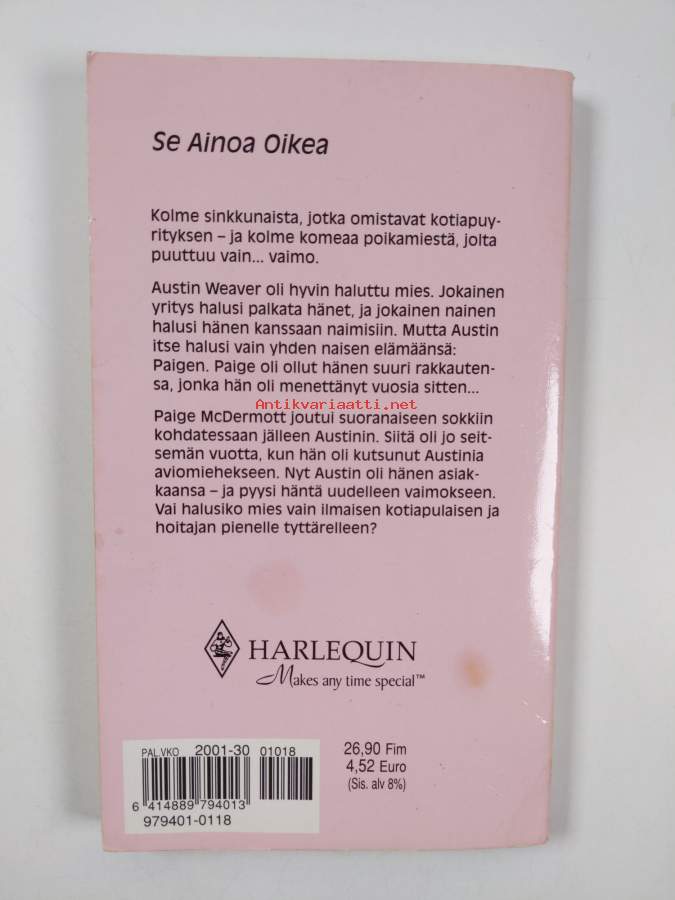 Se Ainoa Oikea
Kolme sinkkunaista, jotka omistavat kotiapuy-
rityksen – ja kolme komeaa poikamiestä, jolta
puuttuu vain... vaimo.
Austin Weaver oli hyvin haluttu mies. Jokainen
yritys halusi palkata hänet, ja jokainen nainen
halusi hänen kanssaan naimisiin. Mutta Austin
itse halusi vain yhden naisen elämäänsä:
Paigen. Paige oli ollut hänen suuri rakkauten-
sa, jonka hän oli menettänyt vuosia sitten...
Antikvariaatti.net
Paige McDermott joutui suoranaiseen sokkiin
kohdatessaan jälleen Austinin. Siitä oli jo seit-
semän vuotta, kun hän oli kutsunut Austinia
aviomiehekseen. Nyt Austin oli hänen asiak-
kaansa – ja pyysi häntä uudelleen vaimokseen.
Vai halusiko mies vain ilmaisen kotiapulaisen ja
hoitajan pienelle tyttärelleen?
HARLEQUIN
Makes any time special™
PAL.VKO 2001-30 01018
6 414889 794013
979401-0118
26,90 Fim
4,52 Euro
(Sis. alv 8%)